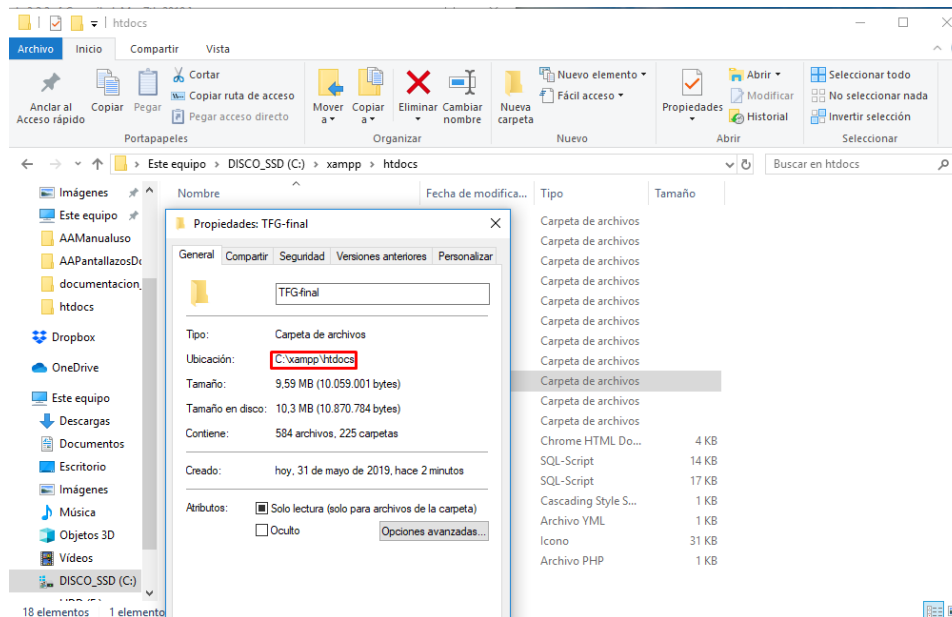 htdocs
Archivo Inicio Compartir Vista
Anclar al Acceso rápido
Copiar
Pegar
Cortar
Copiar ruta de acceso
Pegar acceso directo
Portapapeles
Mover a
Copiar a
Eliminar
Cambiar nombre
Organizar
Nueva carpeta
Nuevo elemento
Fácil acceso
Nuevo
Propiedades
Abrir
Modificar
Historial
Abrir
Seleccionar todo
No seleccionar nada
Invertir selección
Seleccionar
Este equipo > DISCO_SSD (C:) > xampp > htdocs
Buscar en htdocs
Imágenes
Este equipo
AAManualuso
AAPantallazosDo
documentacion_
htdocs
Dropbox
OneDrive
Este equipo
Descargas
Documentos
Escritorio
Imágenes
Música
Objetos 3D
Vídeos
DISCO_SSD (C:)
Nombre Fecha de modifica... Tipo Tamaño
Propiedades: TFG-final
General Compartir Seguridad Versiones anteriores Personalizar
TFG-final
Tipo: Carpeta de archivos
Ubicación: C:\xampp\htdocs
Tamaño: 9,59 MB (10.059.001 bytes)
Tamaño en disco: 10,3 MB (10.870.784 bytes)
Contiene: 584 archivos, 225 carpetas
Creado: hoy, 31 de mayo de 2019, hace 2 minutos
Atributos: Solo lectura (solo para archivos de la carpeta)
Oculto Opciones avanzadas...
Carpeta de archivos
Carpeta de archivos
Carpeta de archivos
Carpeta de archivos
Carpeta de archivos
Carpeta de archivos
Carpeta de archivos
Carpeta de archivos
Carpeta de archivos
Carpeta de archivos
Carpeta de archivos
Chrome HTML Do... 4 KB
SQL-Script 14 KB
SQL-Script 17 KB
Cascading Style S... 1 KB
Archivo YML 1 KB
Icono 31 KB
Archivo PHP 1 KB
18 elementos 1 elemento